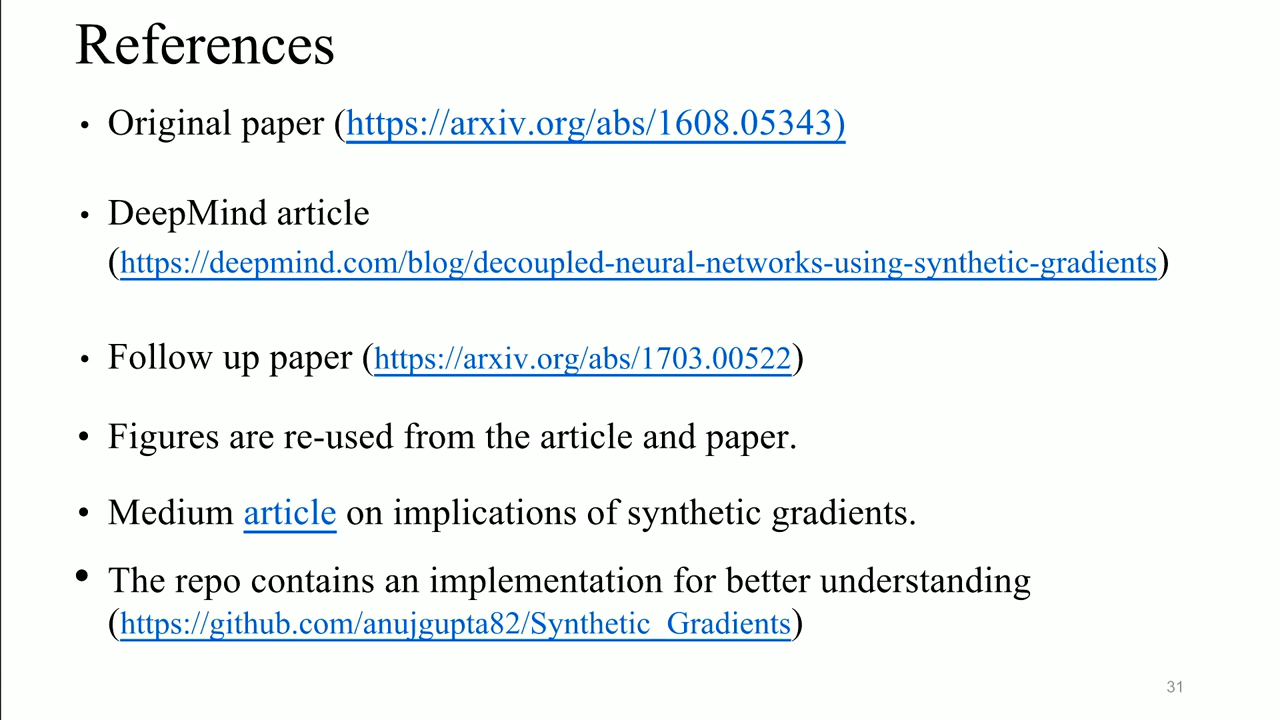 References
• Original paper (https://arxiv.org/abs/1608.05343)
• DeepMind article
(https://deepmind.com/blog/decoupled-neural-networks-using-synthetic-gradients)
• Follow up paper (https://arxiv.org/abs/1703.00522)
• Figures are re-used from the article and paper.
• Medium article on implications of synthetic gradients.
• The repo contains an implementation for better understanding
(https://github.com/anujgupta82/Synthetic_Gradients)
31